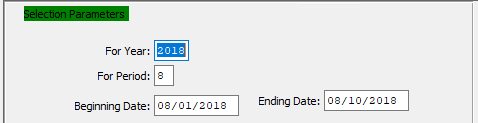 Selection Parameters
For Year: 2018
For Period: 8
Beginning Date: 08/01/2018 Ending Date: 08/10/2018